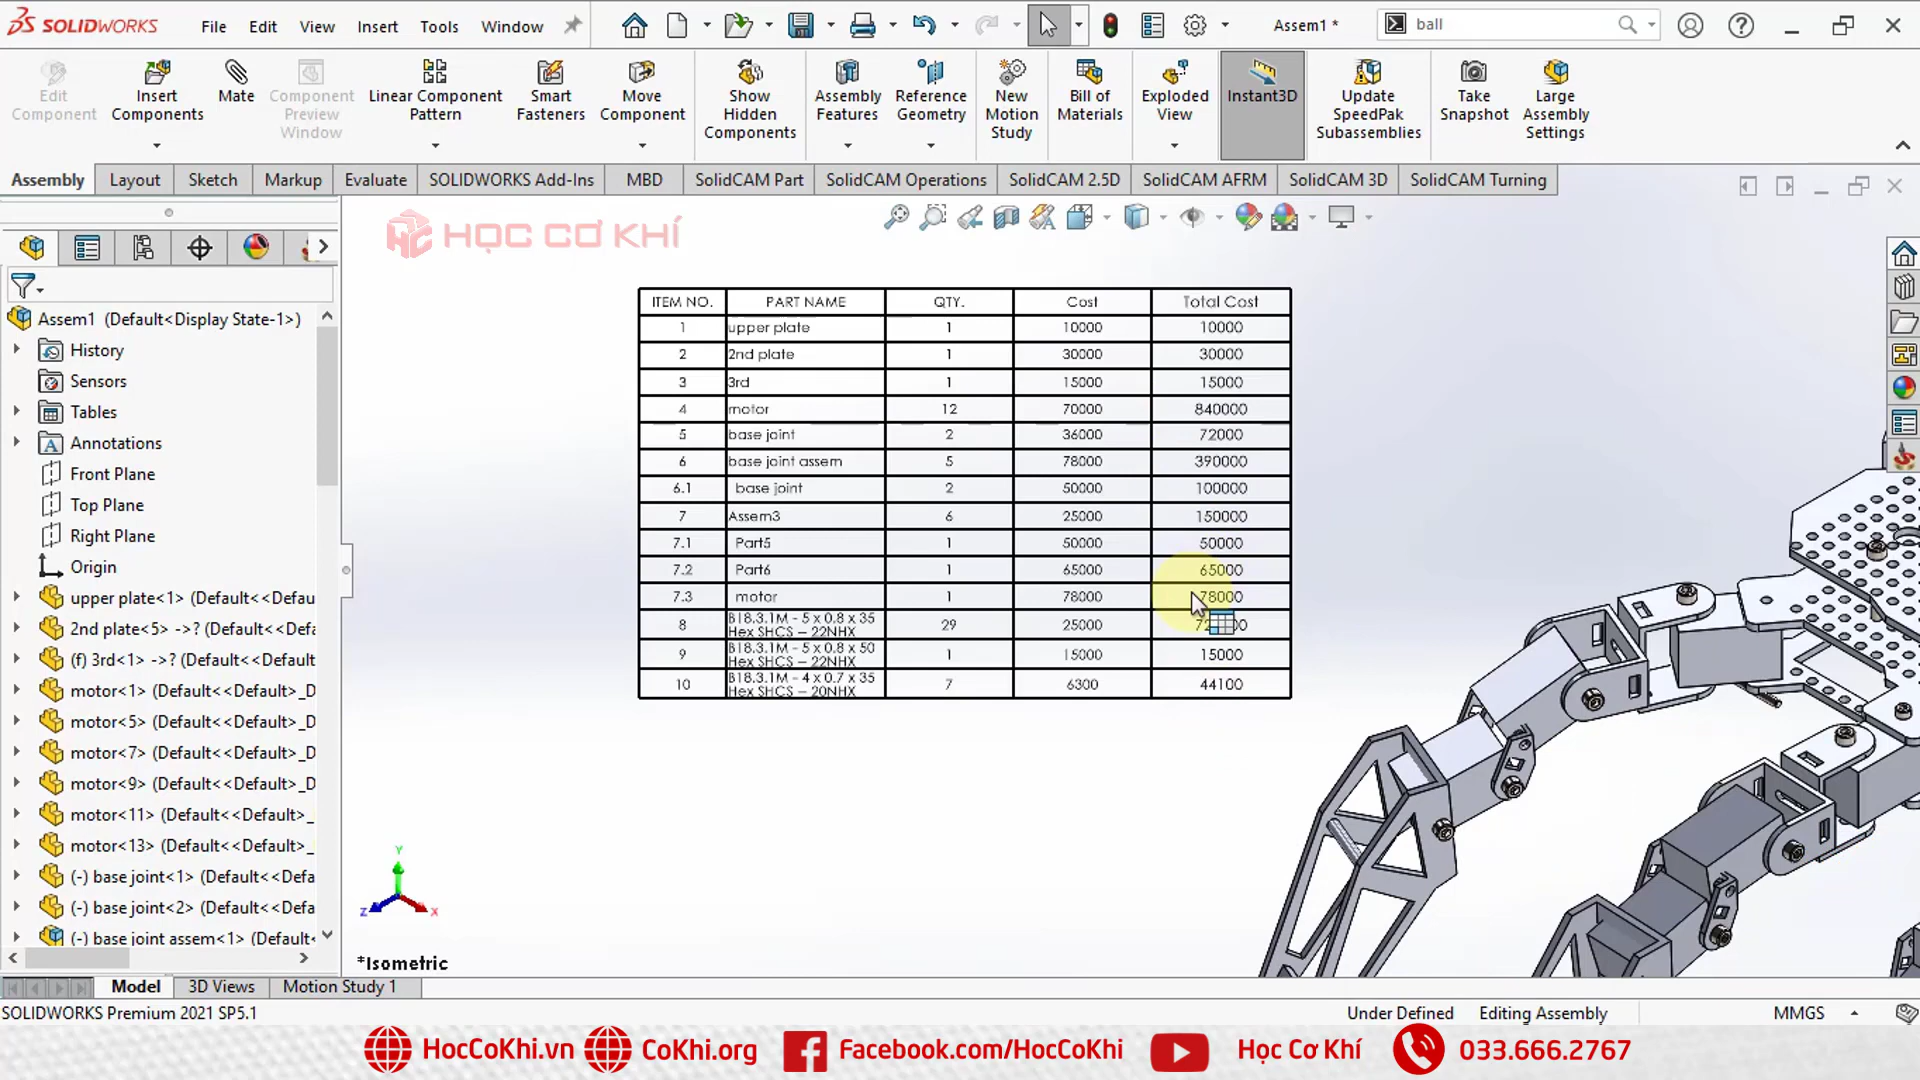 SOLIDWORKS File Edit View Insert Tools Window Assem1 * ball
Edit Component
Insert Components
Mate
Component Preview Window
Linear Component Pattern
Smart Fasteners
Move Component
Show Hidden Components
Assembly Features
Reference Geometry
New Motion Study
Bill of Materials
Exploded View
Instant3D
Update SpeedPak Subassemblies
Take Snapshot
Large Assembly Settings
Assembly Layout Sketch Markup Evaluate SOLIDWORKS Add-Ins MBD SolidCAM Part SolidCAM Operations SolidCAM 2.5D SolidCAM AFRM SolidCAM 3D SolidCAM Turning
HỌC CƠ KHÍ
Assem1 (Default<Display State-1>)
History
Sensors
Tables
Annotations
Front Plane
Top Plane
Right Plane
Origin
upper plate<1> (Defau
2nd plate<5> ->? (Defau
(f) 3rd<1> ->? (Default<
motor<1> (Default<<Default>_D
motor<5> (Default<<Default>_D
motor<7> (Default<<Default>_D
motor<9> (Default<<Default>_D
motor<11> (Default<<Default>_
motor<13> (Default<<Default>_
(-) base joint<1> (Default<<Defa
(-) base joint<2> (Default<<Defa
(-) base joint assem<1> (Default<
ITEM NO. PART NAME QTY. Cost Total Cost
1 upper plate 1 10000 10000
2 2nd plate 1 30000 30000
3 3rd 1 15000 15000
4 motor 12 70000 840000
5 base joint 2 36000 72000
6 base joint assem 5 78000 390000
6.1 base joint 2 50000 100000
7 Assem3 6 25000 150000
7.1 Part5 1 50000 50000
7.2 Part6 1 65000 65000
7.3 motor 1 78000 78000
8 B18.3.1M - 5 x 0.8 x 35 Hex SHCS -- 22NHX 29 25000
9 B18.3.1M - 5 x 0.8 x 50 Hex SHCS -- 22NHX 1 15000 15000
10 B18.3.1M - 4 x 0.7 x 35 Hex SHCS -- 20NHX 7 6300 44100
Y
Z
X
*Isometric
Model 3D Views Motion Study 1
SOLIDWORKS Premium 2021 SP5.1 Under Defined Editing Assembly MMGS
HocCoKhi.vn CoKhi.org Facebook.com/HocCoKhi Học Cơ Khí 033.666.2767